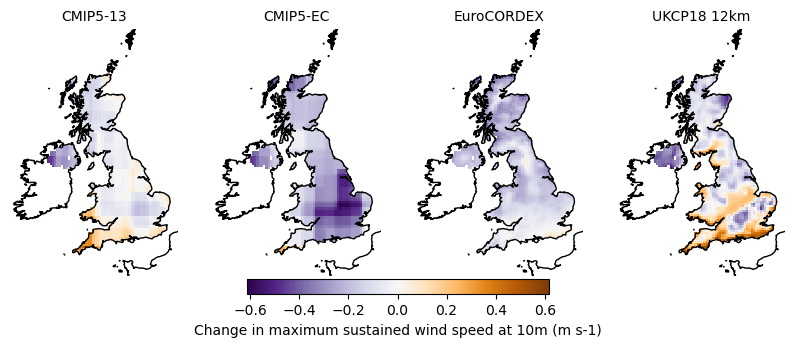 CMIP5-13 CMIP5-EC EuroCORDEX UKCP18 12km
−0.6 −0.4 −0.2 0.0 0.2 0.4 0.6
Change in maximum sustained wind speed at 10m (m s-1)